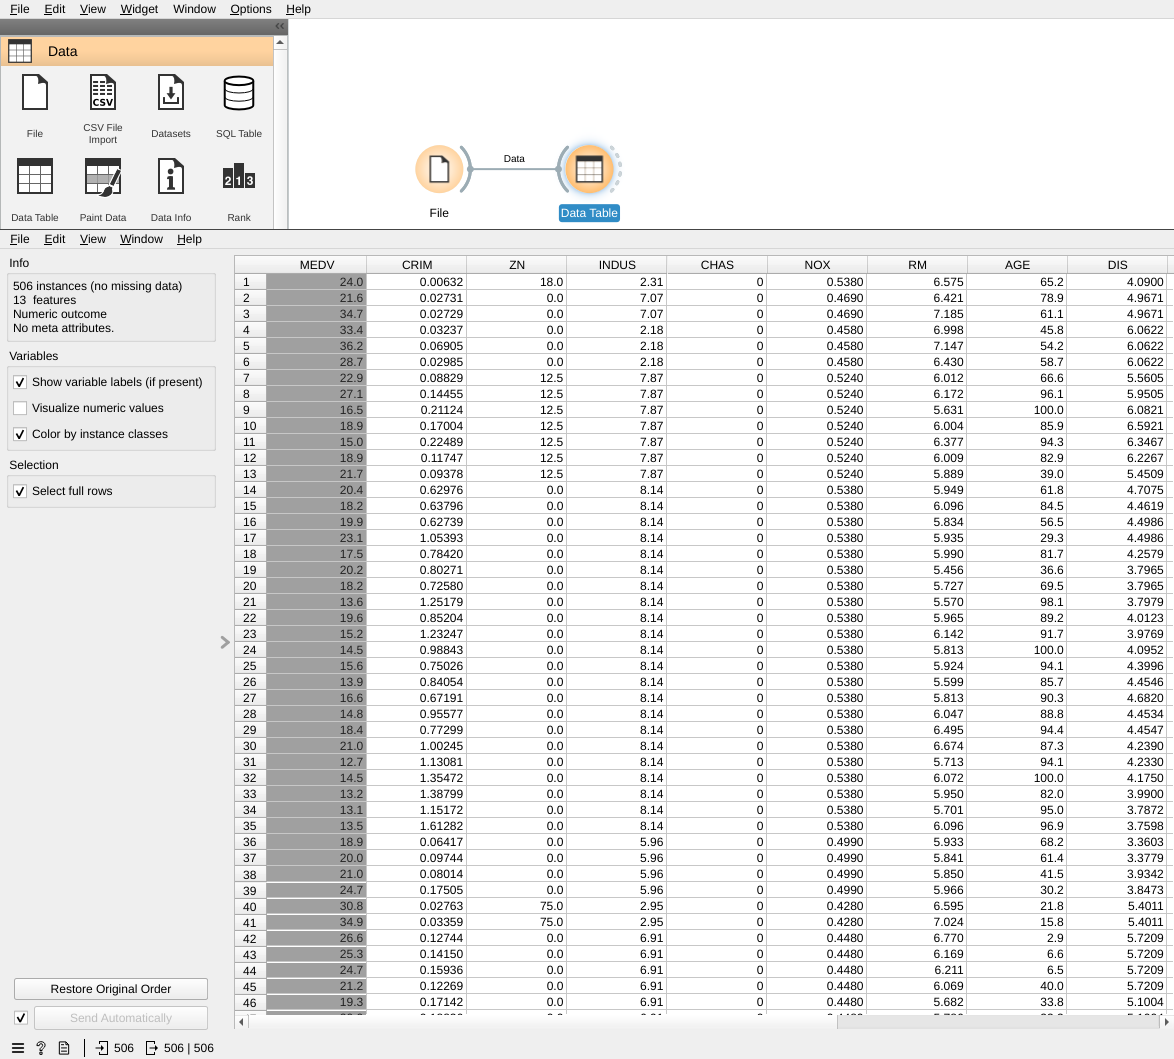 File Edit View Widget Window Options Help
Data
File CSV File Import Datasets SQL Table
Data Table Paint Data Data Info Rank
Data
File Data Table
File Edit View Window Help
Info
506 instances (no missing data)
13 features
Numeric outcome
No meta attributes.
Variables
Show variable labels (if present)
Visualize numeric values
Color by instance classes
Selection
Select full rows
MEDV CRIM ZN INDUS CHAS NOX RM AGE DIS
1 24.0 0.00632 18.0 2.31 0 0.5380 6.575 65.2 4.0900
2 21.6 0.02731 0.0 7.07 0 0.4690 6.421 78.9 4.9671
3 34.7 0.02729 0.0 7.07 0 0.4690 7.185 61.1 4.9671
4 33.4 0.03237 0.0 2.18 0 0.4580 6.998 45.8 6.0622
5 36.2 0.06905 0.0 2.18 0 0.4580 7.147 54.2 6.0622
6 28.7 0.02985 0.0 2.18 0 0.4580 6.430 58.7 6.0622
7 22.9 0.08829 12.5 7.87 0 0.5240 6.012 66.6 5.5605
8 27.1 0.14455 12.5 7.87 0 0.5240 6.172 96.1 5.9505
9 16.5 0.21124 12.5 7.87 0 0.5240 5.631 100.0 6.0821
10 18.9 0.17004 12.5 7.87 0 0.5240 6.004 85.9 6.5921
11 15.0 0.22489 12.5 7.87 0 0.5240 6.377 94.3 6.3467
12 18.9 0.11747 12.5 7.87 0 0.5240 6.009 82.9 6.2267
13 21.7 0.09378 12.5 7.87 0 0.5240 5.889 39.0 5.4509
14 20.4 0.62976 0.0 8.14 0 0.5380 5.949 61.8 4.7075
15 18.2 0.63796 0.0 8.14 0 0.5380 6.096 84.5 4.4619
16 19.9 0.62739 0.0 8.14 0 0.5380 5.834 56.5 4.4986
17 23.1 1.05393 0.0 8.14 0 0.5380 5.935 29.3 4.4986
18 17.5 0.78420 0.0 8.14 0 0.5380 5.990 81.7 4.2579
19 20.2 0.80271 0.0 8.14 0 0.5380 5.456 36.6 3.7965
20 18.2 0.72580 0.0 8.14 0 0.5380 5.727 69.5 3.7965
21 13.6 1.25179 0.0 8.14 0 0.5380 5.570 98.1 3.7979
22 19.6 0.85204 0.0 8.14 0 0.5380 5.965 89.2 4.0123
23 15.2 1.23247 0.0 8.14 0 0.5380 6.142 91.7 3.9769
24 14.5 0.98843 0.0 8.14 0 0.5380 5.813 100.0 4.0952
25 15.6 0.75026 0.0 8.14 0 0.5380 5.924 94.1 4.3996
26 13.9 0.84054 0.0 8.14 0 0.5380 5.599 85.7 4.4546
27 16.6 0.67191 0.0 8.14 0 0.5380 5.813 90.3 4.6820
28 14.8 0.95577 0.0 8.14 0 0.5380 6.047 88.8 4.4534
29 18.4 0.77299 0.0 8.14 0 0.5380 6.495 94.4 4.4547
30 21.0 1.00245 0.0 8.14 0 0.5380 6.674 87.3 4.2390
31 12.7 1.13081 0.0 8.14 0 0.5380 5.713 94.1 4.2330
32 14.5 1.35472 0.0 8.14 0 0.5380 6.072 100.0 4.1750
33 13.2 1.38799 0.0 8.14 0 0.5380 5.950 82.0 3.9900
34 13.1 1.15172 0.0 8.14 0 0.5380 5.701 95.0 3.7872
35 13.5 1.61282 0.0 8.14 0 0.5380 6.096 96.9 3.7598
36 18.9 0.06417 0.0 5.96 0 0.4990 5.933 68.2 3.3603
37 20.0 0.09744 0.0 5.96 0 0.4990 5.841 61.4 3.3779
38 21.0 0.08014 0.0 5.96 0 0.4990 5.850 41.5 3.9342
39 24.7 0.17505 0.0 5.96 0 0.4990 5.966 30.2 3.8473
40 30.8 0.02763 75.0 2.95 0 0.4280 6.595 21.8 5.4011
41 34.9 0.03359 75.0 2.95 0 0.4280 7.024 15.8 5.4011
42 26.6 0.12744 0.0 6.91 0 0.4480 6.770 2.9 5.7209
43 25.3 0.14150 0.0 6.91 0 0.4480 6.169 6.6 5.7209
44 24.7 0.15936 0.0 6.91 0 0.4480 6.211 6.5 5.7209
45 21.2 0.12269 0.0 6.91 0 0.4480 6.069 40.0 5.7209
46 19.3 0.17142 0.0 6.91 0 0.4480 5.682 33.8 5.1004
Restore Original Order
Send Automatically
506 506 | 506